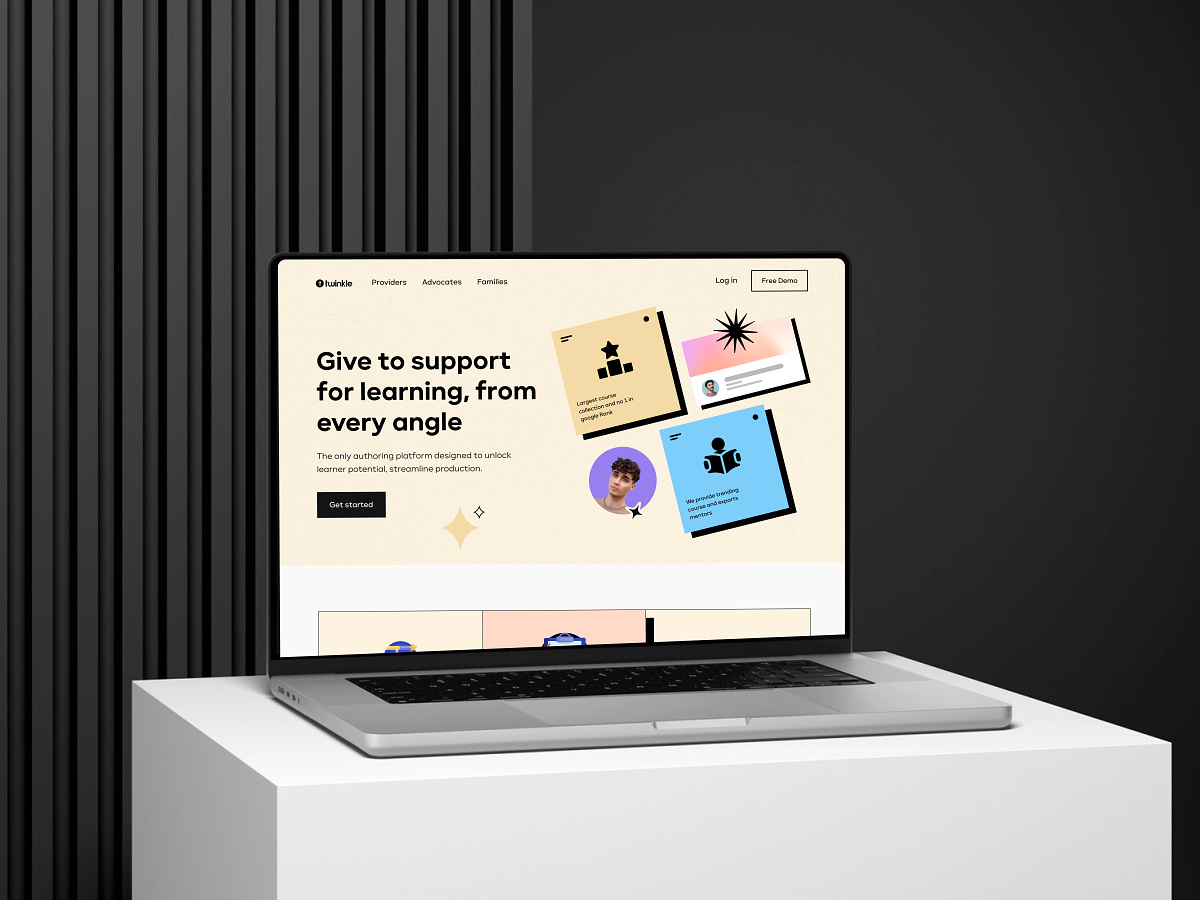 twinkle
Providers
Advocates
Families
Log in
Free Demo
Give to support
for learning, from
every angle
The only authoring platform designed to unlock
learner potential, streamline production.
Get started
Largest course
collection and no 1 in
google Rank
We provide trending
course and exparts
mentors